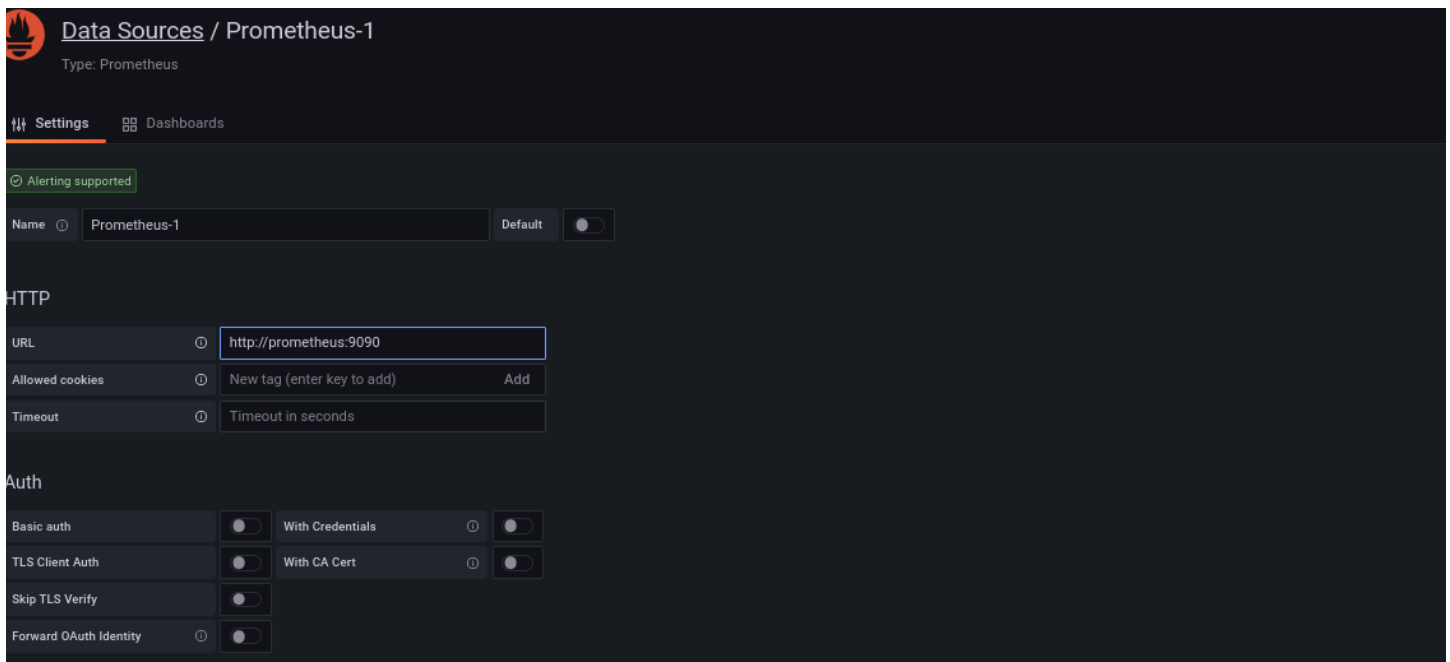 Data Sources / Prometheus-1
Type: Prometheus
Settings
Dashboards
Alerting supported
Name
Prometheus-1
Default
HTTP
URL
http://prometheus:9090
Allowed cookies
New tag (enter key to add)
Add
Timeout
Timeout in seconds
Auth
Basic auth
With Credentials
TLS Client Auth
With CA Cert
Skip TLS Verify
Forward OAuth Identity